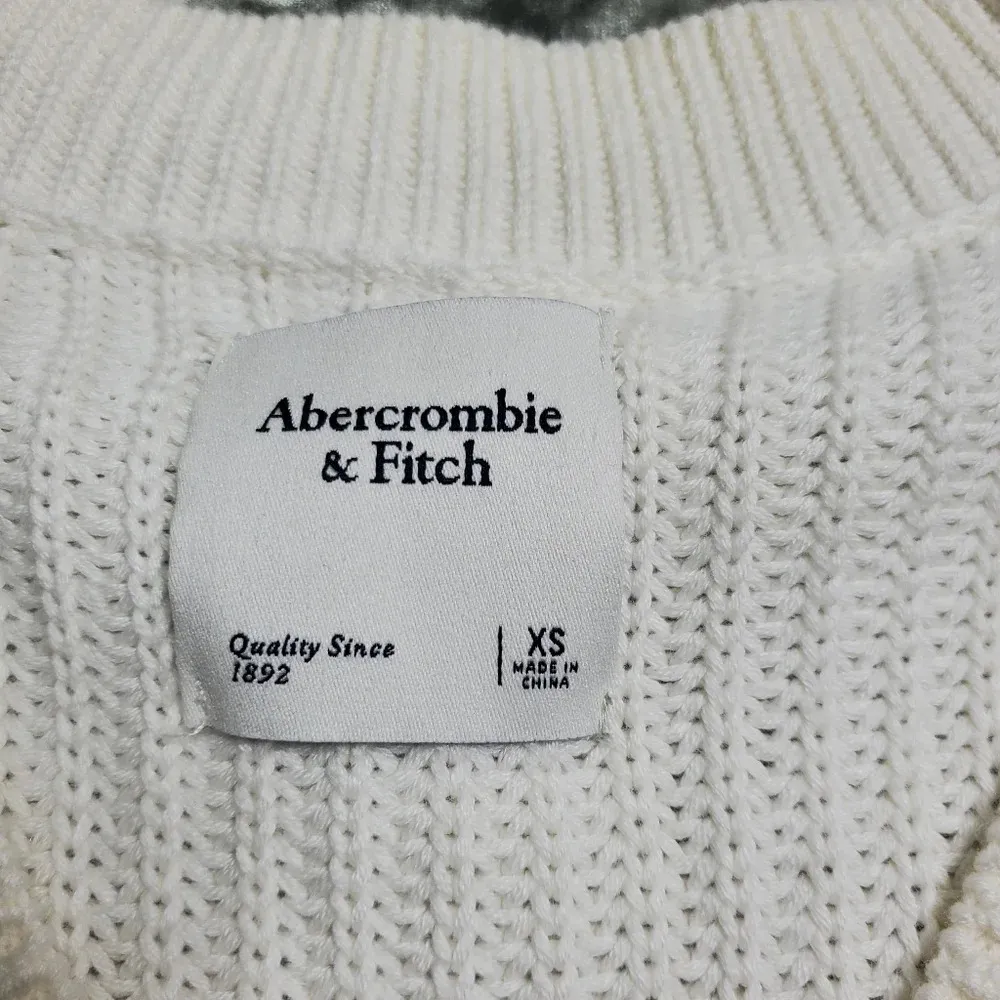 Abercrombie
& Fitch
Quality Since
1892
XS
MADE IN
CHINA